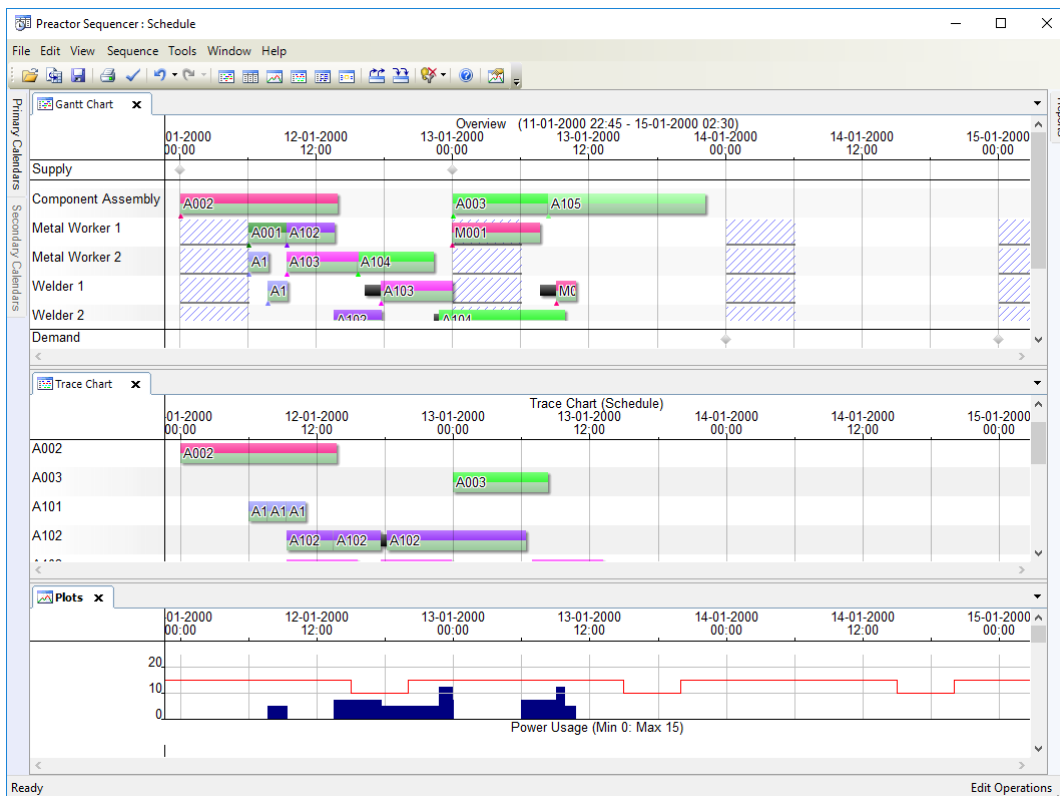 Preactor Sequencer : Schedule
File Edit View Sequence Tools Window Help
Primary Calendars
Secondary Calendars
Gantt Chart
Overview (11-01-2000 22:45 - 15-01-2000 02:30)
01-2000 12-01-2000 13-01-2000 13-01-2000 14-01-2000 14-01-2000 15-01-2000
00:00 12:00 00:00 12:00 00:00 12:00 00:00
Supply
Component Assembly A002 A003 A105
Metal Worker 1 A001 A102 M001
Metal Worker 2 A1 A103 A104
Welder 1 A1 A103 M0
Welder 2 A102 A104
Demand
Trace Chart
Trace Chart (Schedule)
-01-2000 12-01-2000 13-01-2000 13-01-2000 14-01-2000 14-01-2000 15-01-2000
00:00 12:00 00:00 12:00 00:00 12:00 00:00
A002 A002
A003 A003
A101 A1 A1 A1
A102 A102 A102 A102
Plots
01-2000 12-01-2000 13-01-2000 13-01-2000 14-01-2000 14-01-2000 15-01-2000
00:00 12:00 00:00 12:00 00:00 12:00 00:00
20
10
0
Power Usage (Min 0: Max 15)
Ready Edit Operations